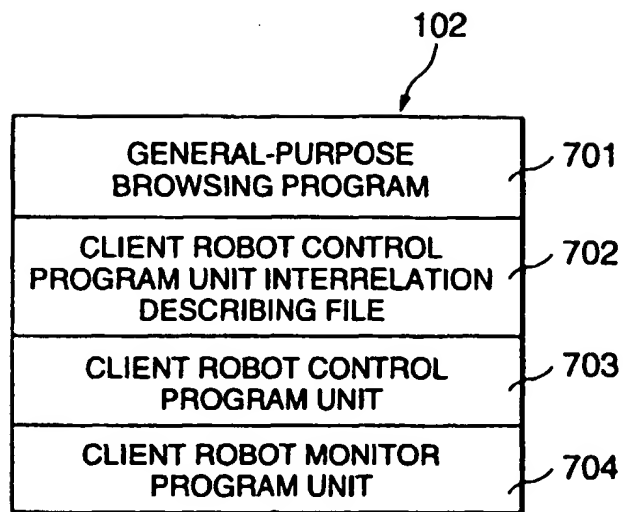 102
GENERAL-PURPOSE
BROWSING PROGRAM
701
CLIENT ROBOT CONTROL
PROGRAM UNIT INTERRELATION
DESCRIBING FILE
702
CLIENT ROBOT CONTROL
PROGRAM UNIT
703
CLIENT ROBOT MONITOR
PROGRAM UNIT
704